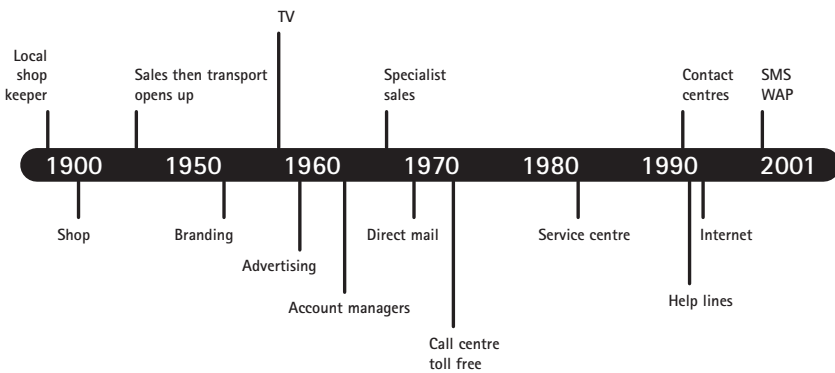 TV
Local
shop
keeper
Sales then transport
opens up
Specialist
sales
Contact
centres
SMS
WAP
1900 1950 1960 1970 1980 1990 2001
Shop
Branding
Advertising
Account managers
Direct mail
Call centre
toll free
Service centre
Help lines
Internet